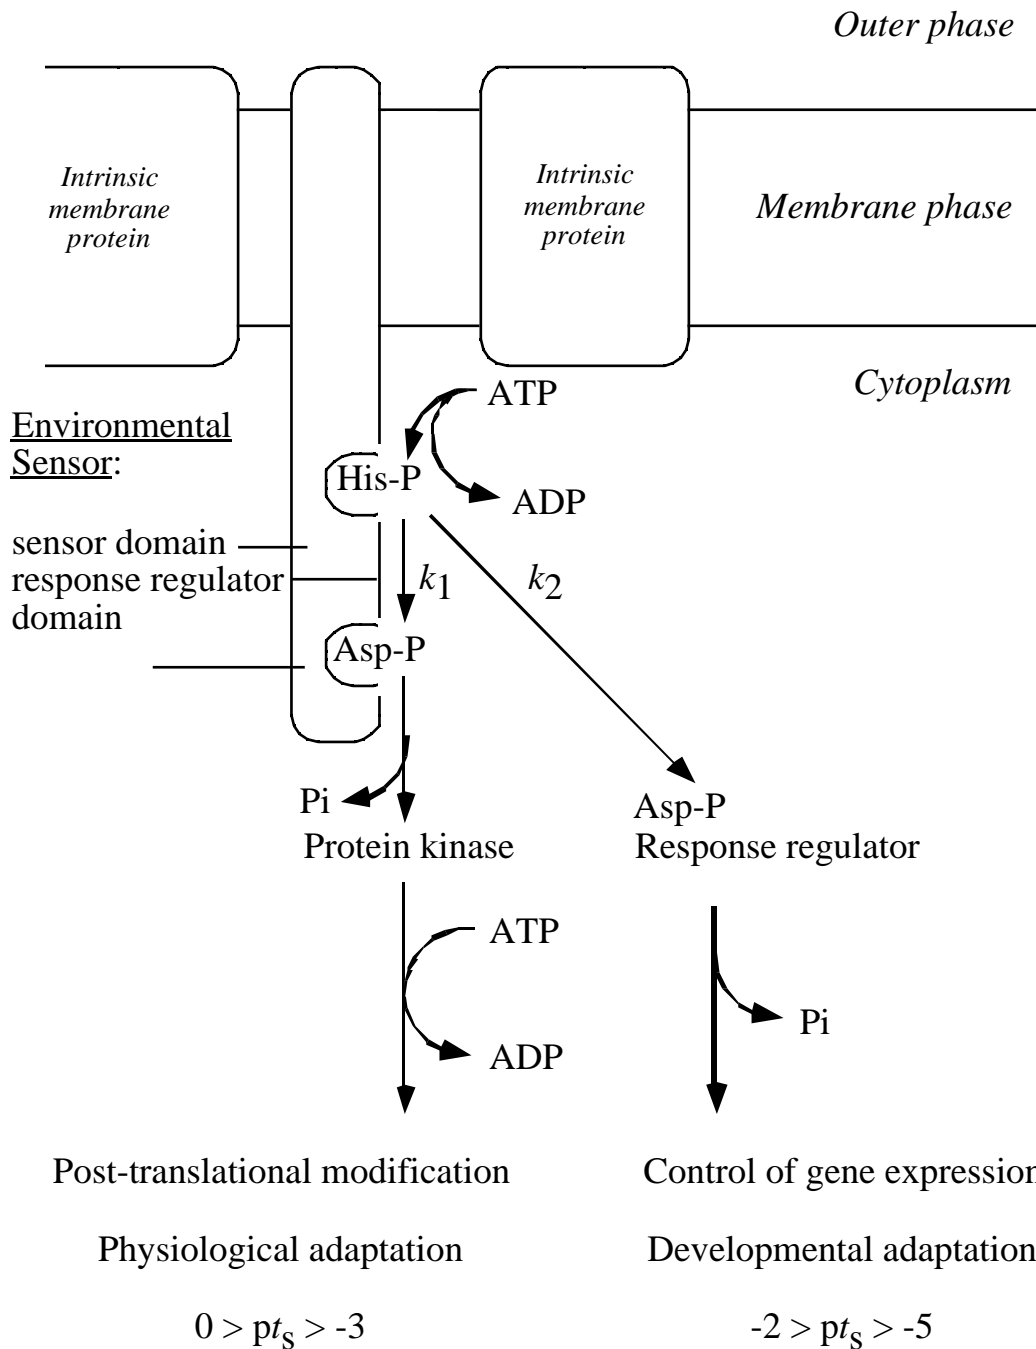 Outer phase
Intrinsic
membrane
protein
Intrinsic
membrane
protein
Membrane phase
Cytoplasm
ATP
Environmental
Sensor:
His-P
ADP
sensor domain
response regulator
domain
k1
k2
Asp-P
Pi
Protein kinase
Asp-P
Response regulator
ATP
Pi
ADP
Post-translational modification
Control of gene expression
Physiological adaptation
Developmental adaptation
0 > pts > -3
-2 > pts > -5